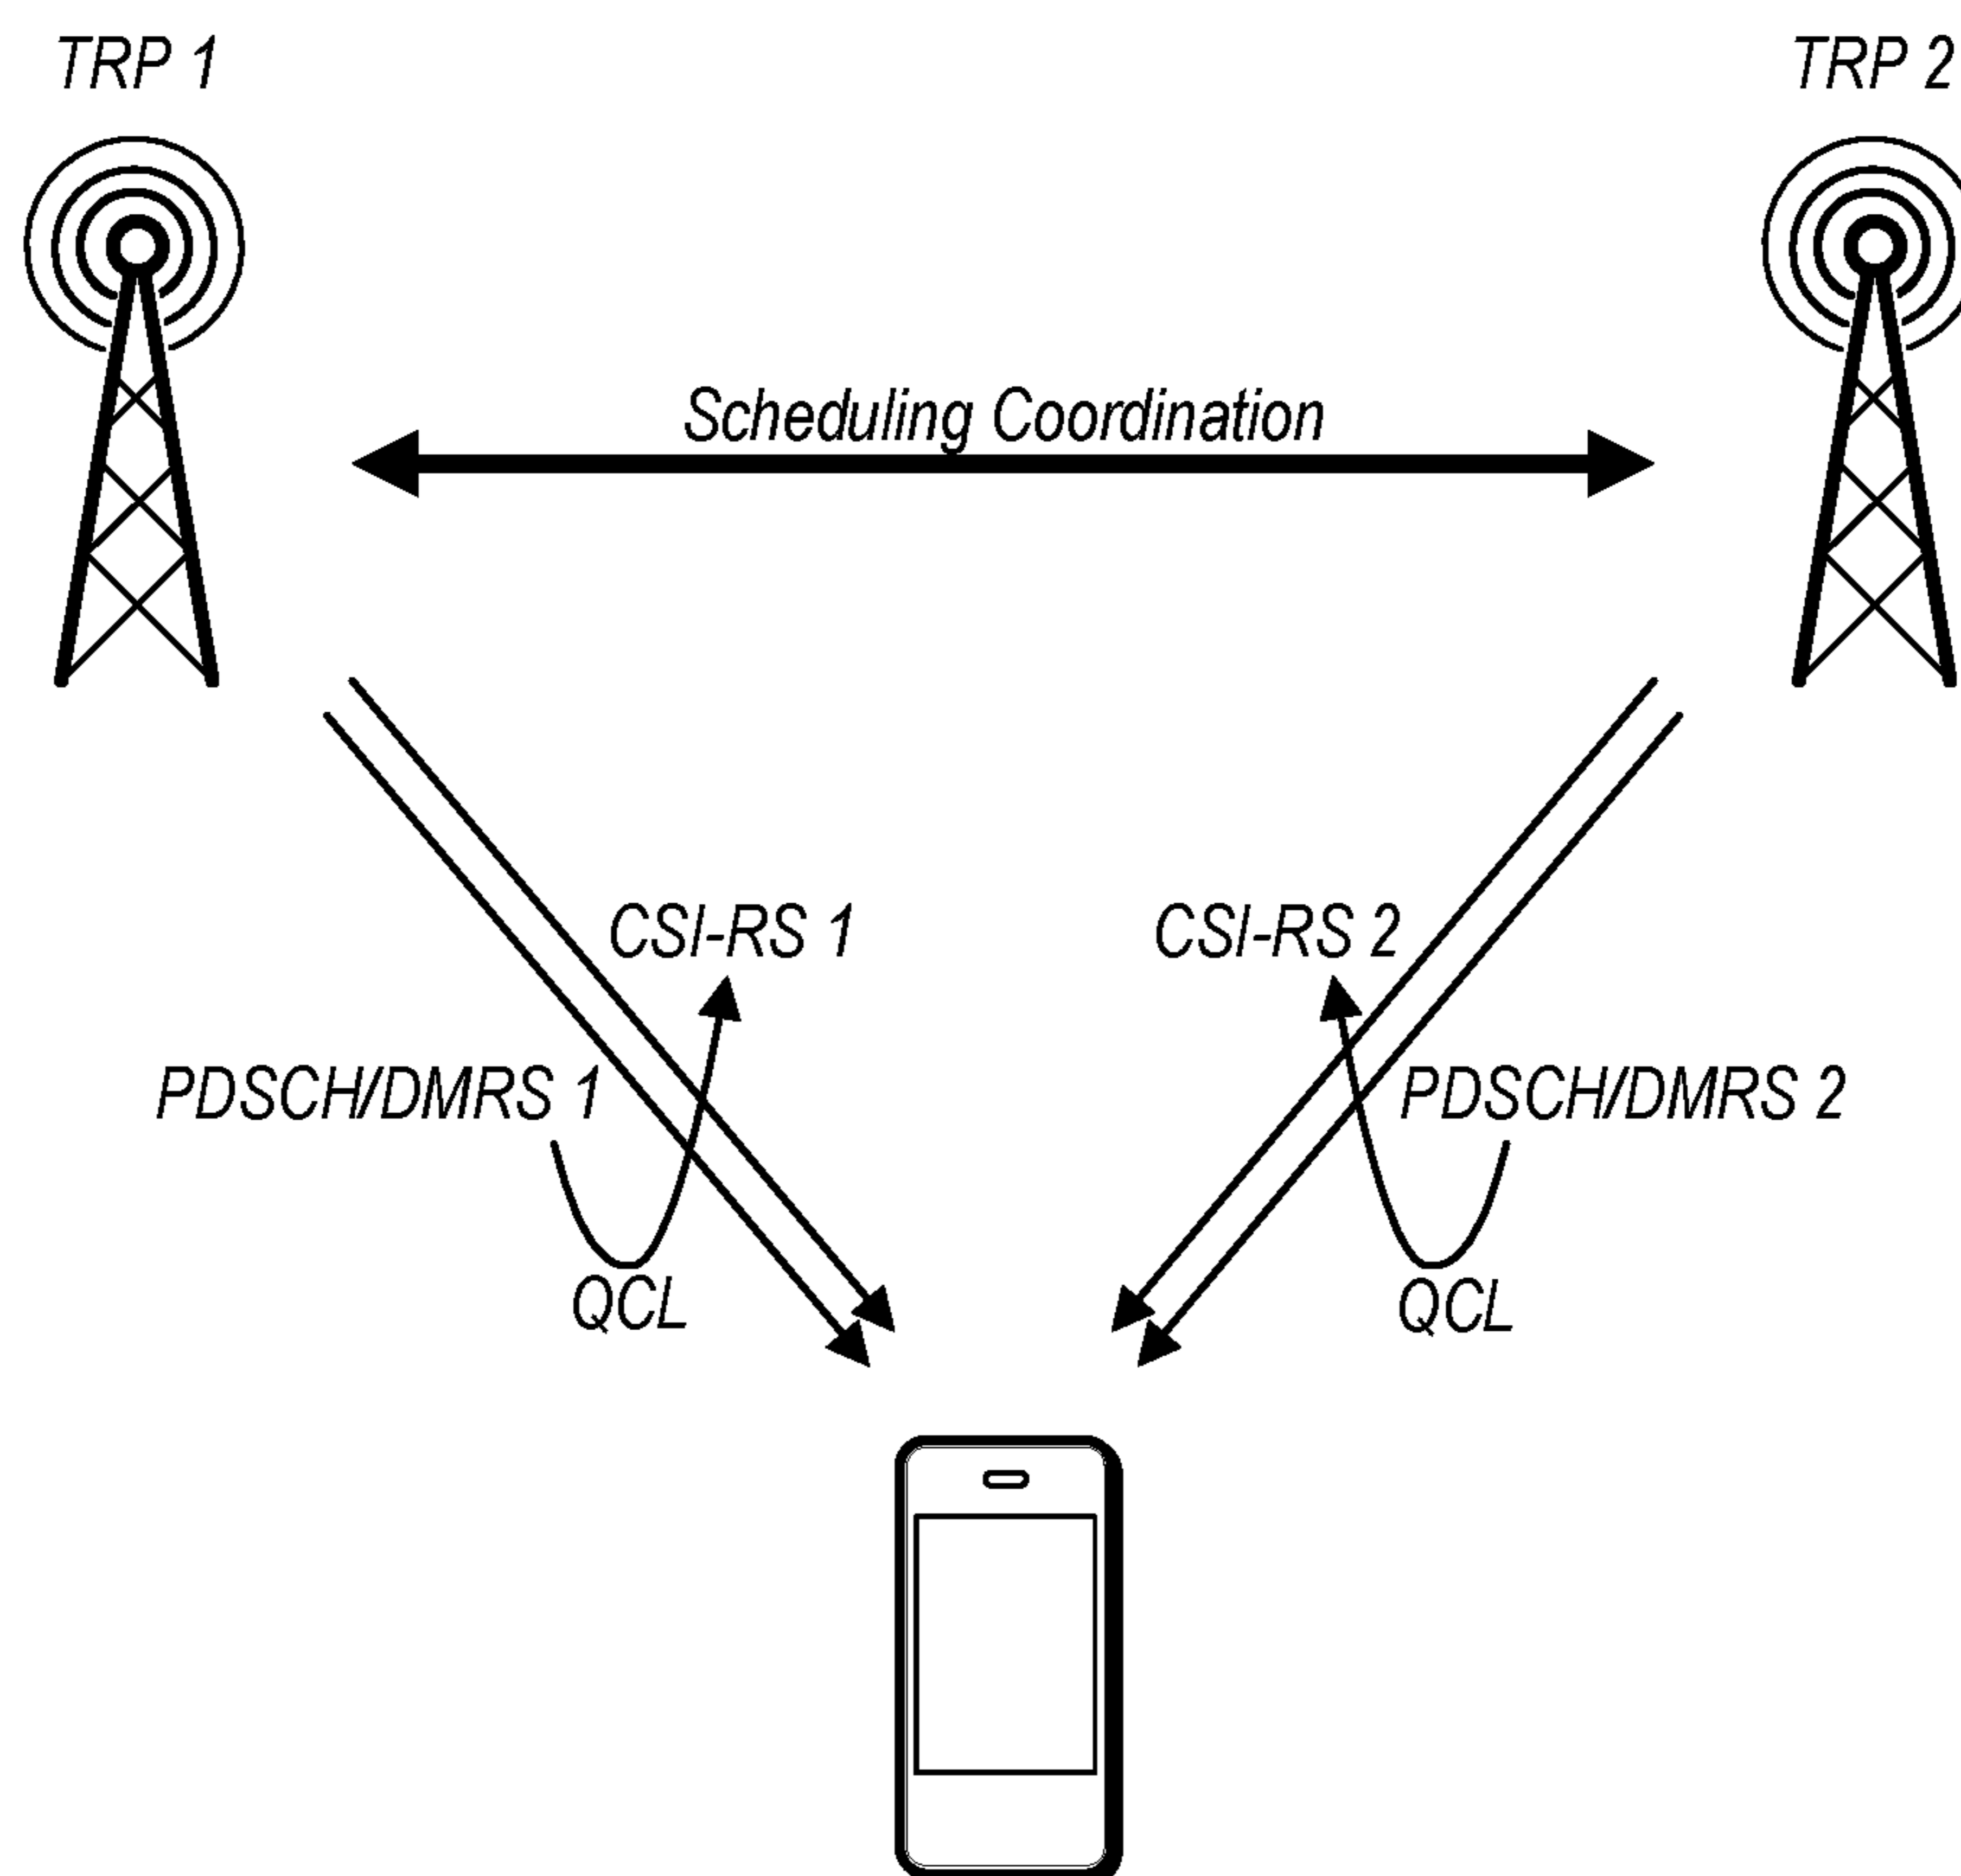 TRP 1
TRP 2
Scheduling Coordination
CSI-RS 1
CSI-RS 2
PDSCH/DMRS 1
PDSCH/DMRS 2
QCL
QCL